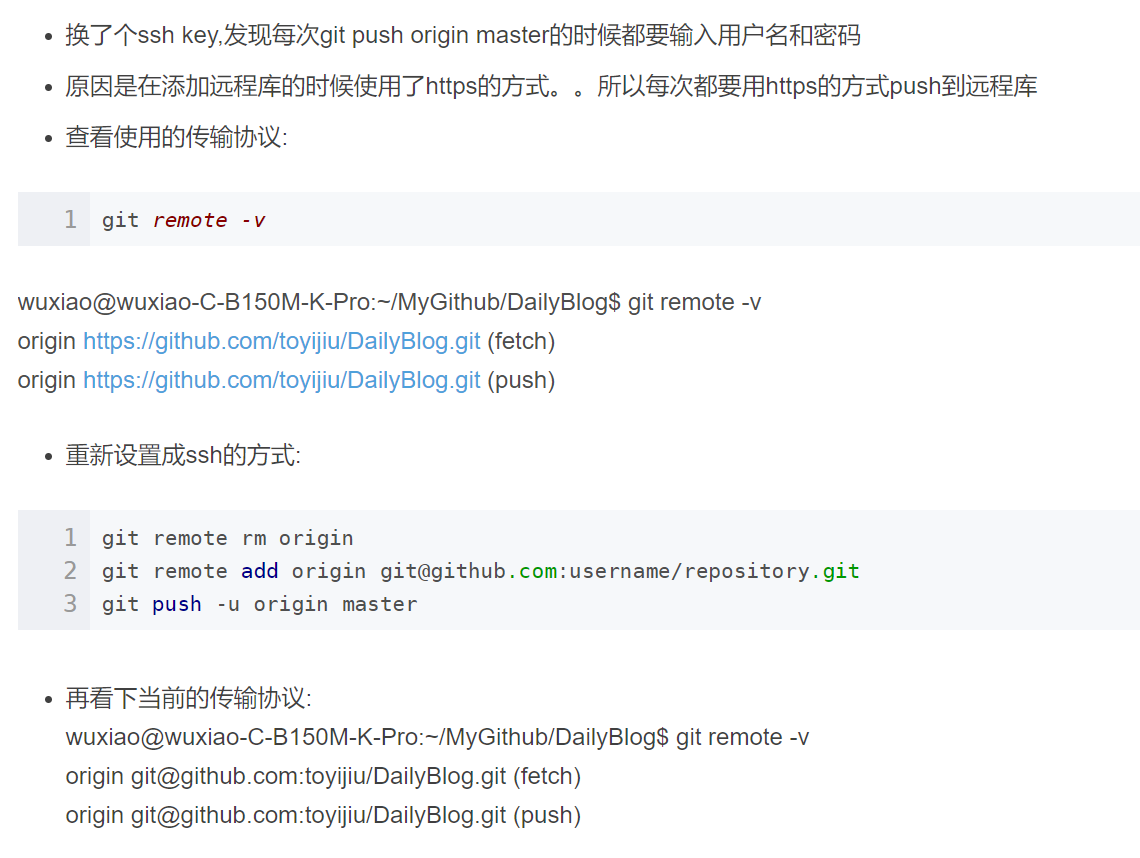 换了个ssh key,发现每次git push origin master的时候都要输入用户名和密码
原因是在添加远程库的时候使用了https的方式。。所以每次都要用https的方式push到远程库
查看使用的传输协议:
1 git remote -v
wuxiao@wuxiao-C-B150M-K-Pro:~/MyGithub/DailyBlog$ git remote -v
origin https://github.com/toyijiu/DailyBlog.git (fetch)
origin https://github.com/toyijiu/DailyBlog.git (push)
重新设置成ssh的方式:
1 git remote rm origin
2 git remote add origin git@github.com:username/repository.git
3 git push -u origin master
再看下当前的传输协议:
wuxiao@wuxiao-C-B150M-K-Pro:~/MyGithub/DailyBlog$ git remote -v
origin git@github.com:toyijiu/DailyBlog.git (fetch)
origin git@github.com:toyijiu/DailyBlog.git (push)